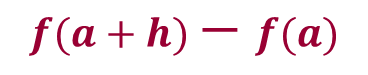 f(a + h) − f(a)